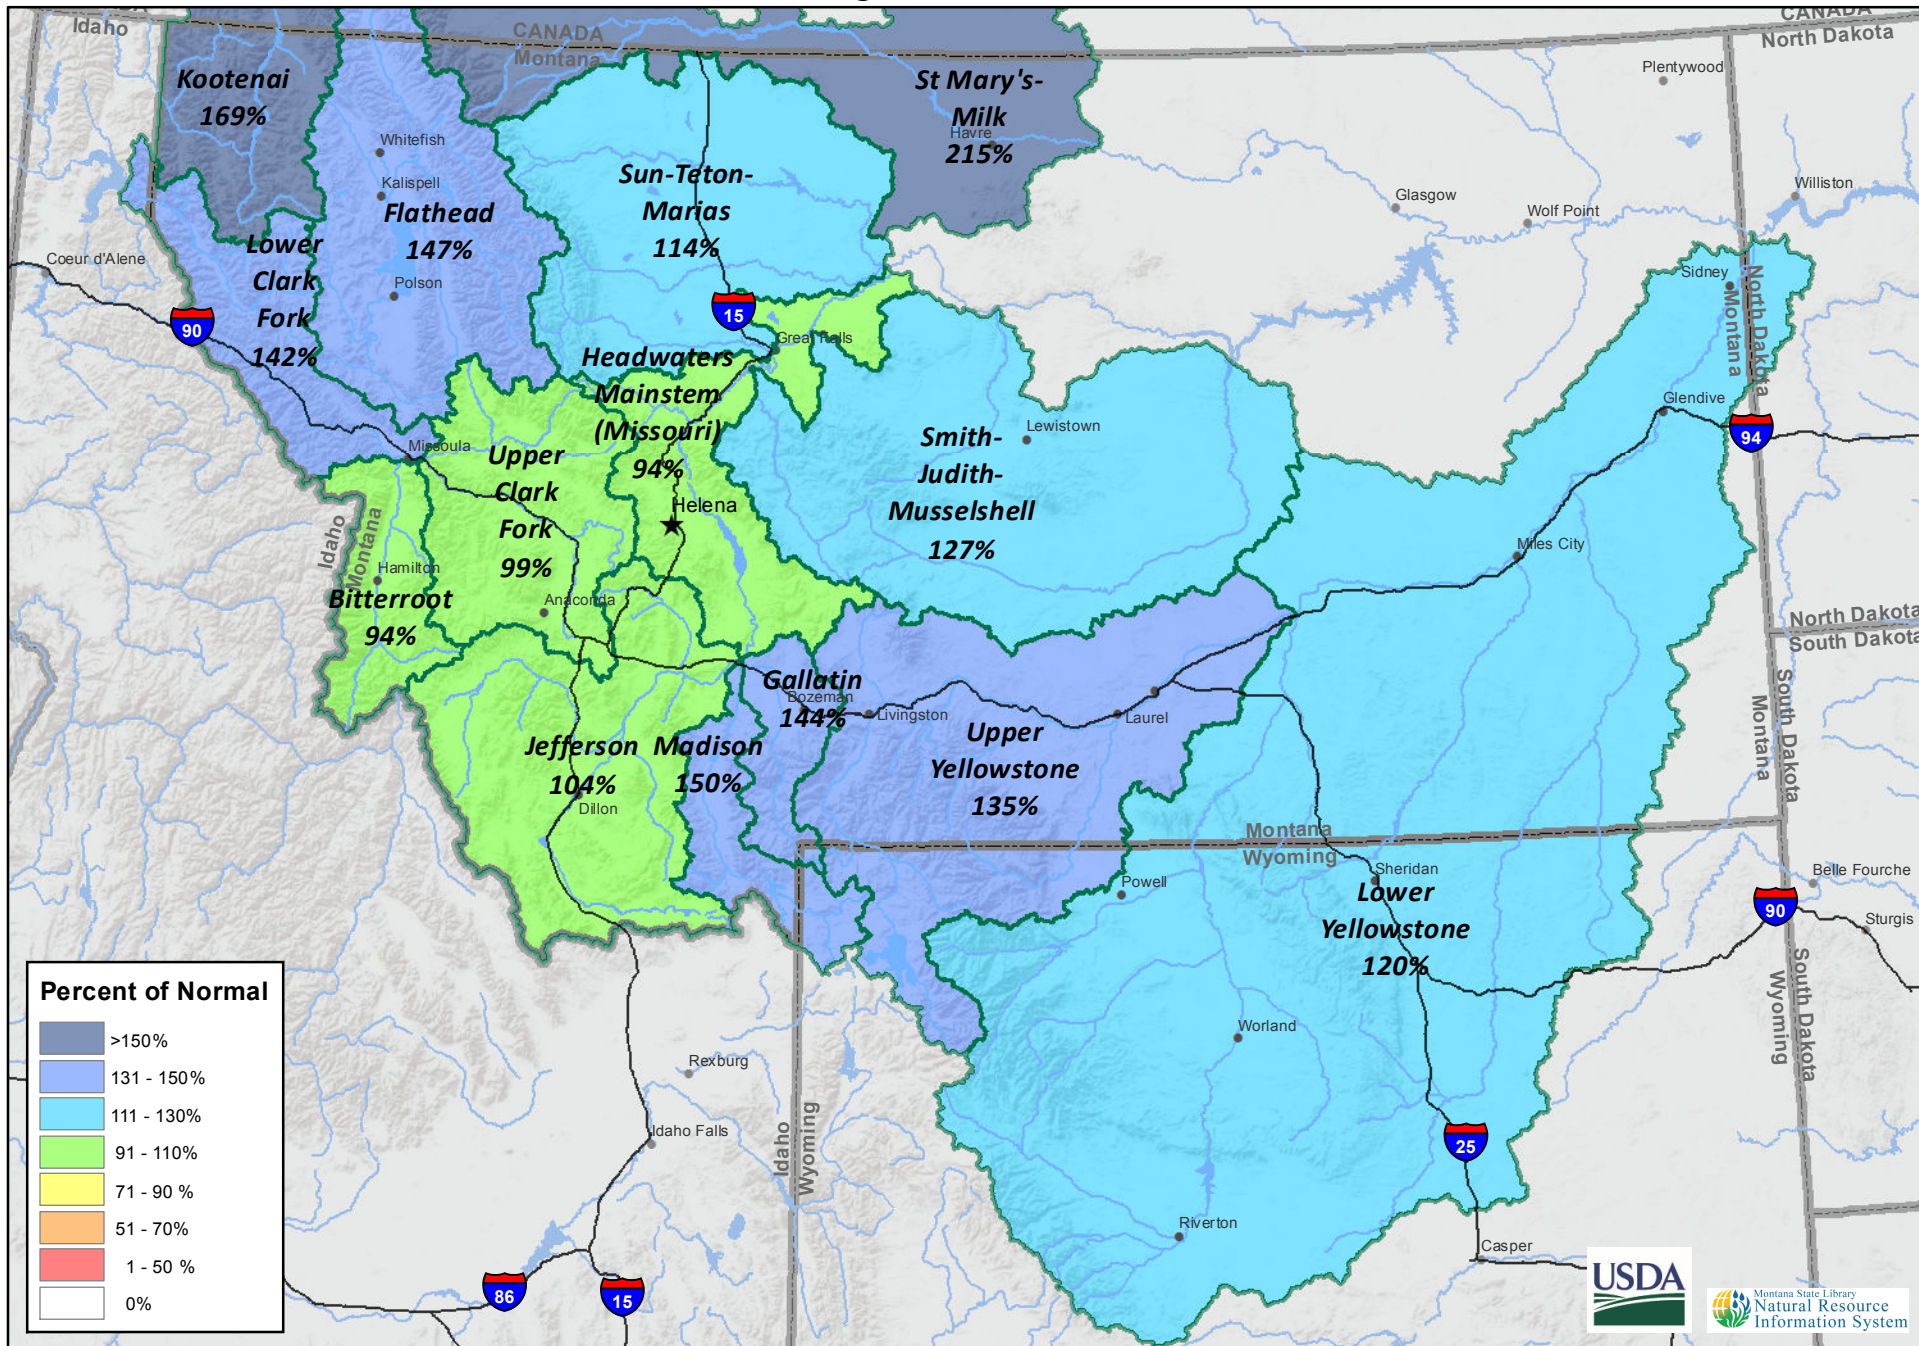 CANADA
Idaho
CANADA
Montana
CANADA
North Dakota
Kootenai
169%
St Mary's-
Milk
Havre
215%
Plentywood
Whitefish
Kalispell
Flathead
147%
Polson
Sun-Teton-
Marias
114%
Glasgow
Wolf Point
Williston
Coeur d'Alene
Lower
Clark
Fork
142%
90
15
Great Falls
Sidney
North Dakota
Montana
Glendive
94
Headwaters
Mainstem
(Missouri)
94%
Helena
Missoula
Upper
Clark
Fork
99%
Anaconda
Lewistown
Smith-
Judith-
Musselshell
127%
Miles City
Idaho
Montana
Hamilton
Bitterroot
94%
North Dakota
South Dakota
South Dakota
Montana
Gallatin
Bozeman
144%
Livingston
Laurel
Upper
Yellowstone
135%
Jefferson
104%
Dillon
Madison
150%
Montana
Wyoming
Powell
Sheridan
Lower
Yellowstone
120%
Belle Fourche
90
Sturgis
South Dakota
Wyoming
Worland
Rexburg
Idaho Falls
Idaho
Wyoming
25
Riverton
Casper
86
15
Percent of Normal
>150%
131 - 150%
111 - 130%
91 - 110%
71 - 90 %
51 - 70%
1 - 50 %
0%
USDA
Montana State Library
Natural Resource
Information System